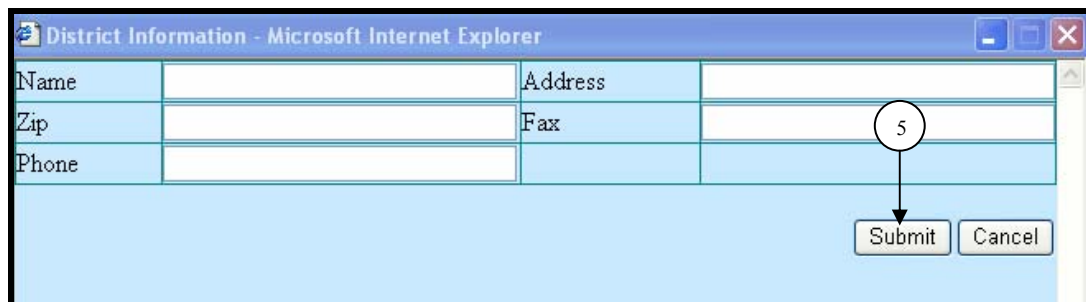 District Information - Microsoft Internet Explorer
Name Address
Zip Fax
5
Phone
Submit Cancel